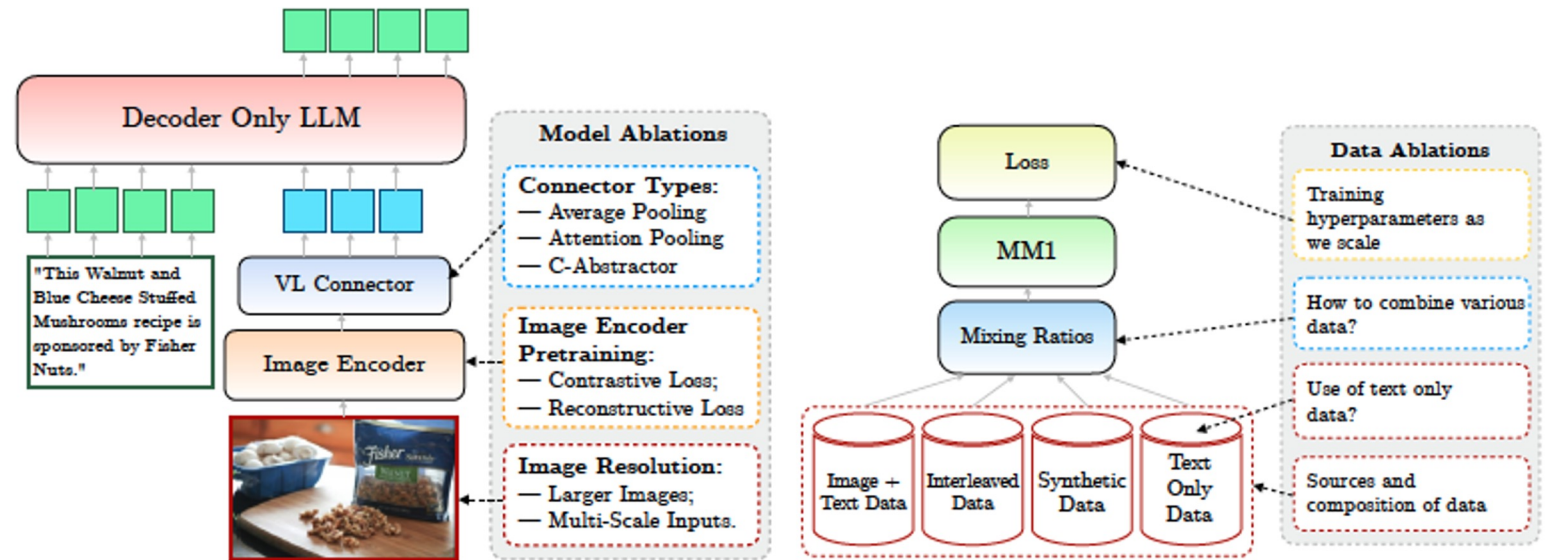 Decoder Only LLM
"This Walnut and
Blue Cheese Stuffed
Mushrooms recipe is
sponsored by Fisher
Nuts."
VL Connector
Image Encoder
Fisher
Model Ablations
Connector Types:
— Average Pooling
— Attention Pooling
— C-Abstractor
Image Encoder
Pretraining:
— Contrastive Loss;
— Reconstructive Loss
Image Resolution:
— Larger Images;
— Multi-Scale Inputs.
Loss
MM1
Mixing Ratios
Image +
Text Data
Interleaved
Data
Synthetic
Data
Text
Only
Data
Data Ablations
Training
hyperparameters as
we scale
How to combine various
data?
Use of text only
data?
Sources and
composition of data